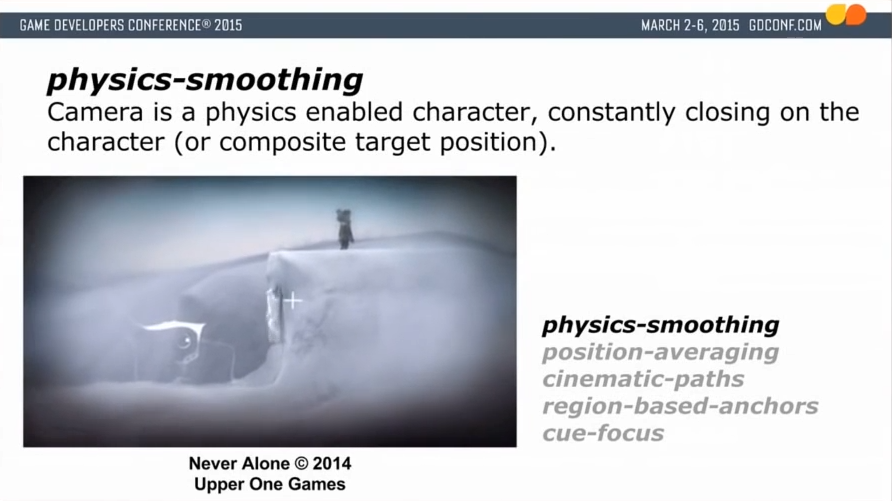 GAME DEVELOPERS CONFERENCE® 2015
MARCH 2-6, 2015 GDCONF.COM
physics-smoothing
Camera is a physics enabled character, constantly closing on the
character (or composite target position).
physics-smoothing
position-averaging
cinematic-paths
region-based-anchors
cue-focus
Never Alone © 2014
Upper One Games